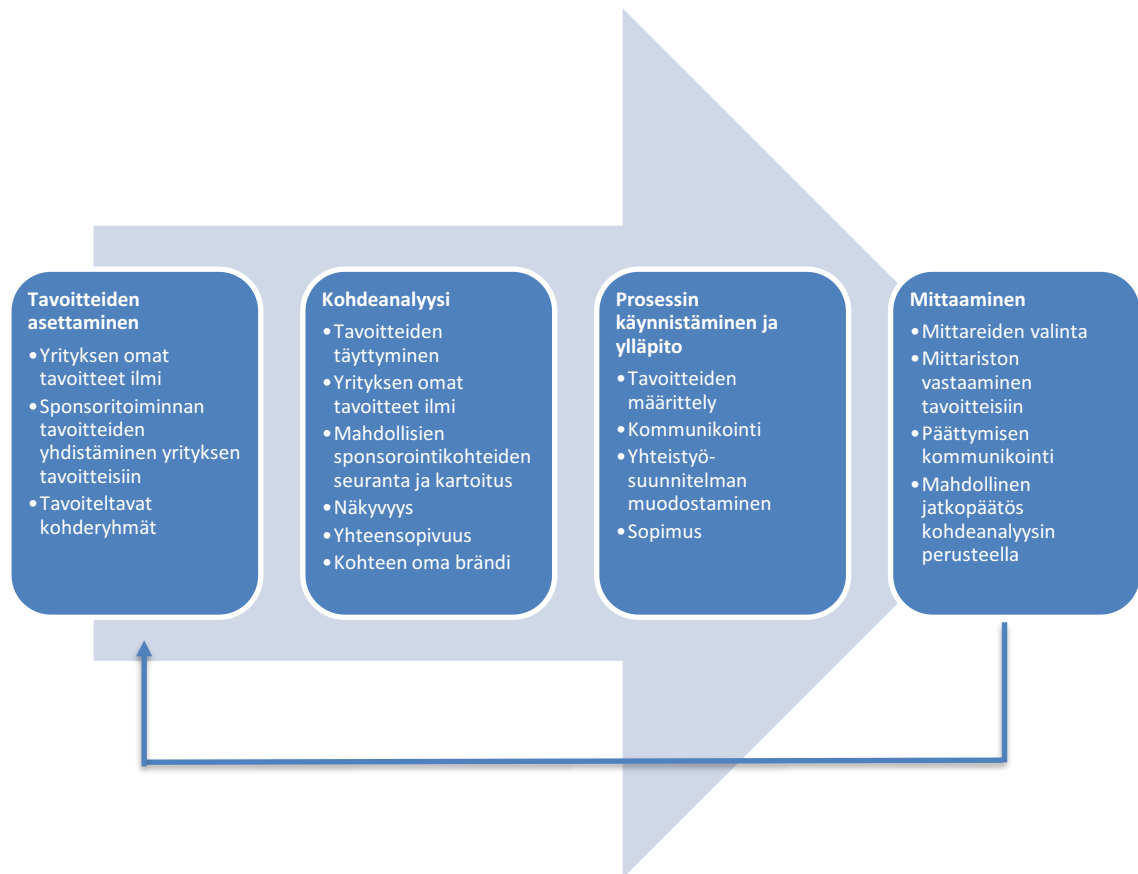 Tavoitteiden
asettaminen
•Yrityksen omat
tavoitteet ilmi
•Sponsoritoiminnan
tavoitteiden
yhdistäminen yrityksen
tavoitteisiin
•Tavoiteltavat
kohderyhmät
Kohdeanalyysi
•Tavoitteiden
täyttyminen
•Yrityksen omat
tavoitteet ilmi
•Mahdollisien
sponsorointikohteiden
seuranta ja kartoitus
•Näkyvyys
•Yhteensopivuus
•Kohteen oma brändi
Prosessin
käynnistäminen ja
ylläpito
•Tavoitteiden
määrittely
•Kommunikointi
•Yhteistyö-
suunnitelman
muodostaminen
•Sopimus
Mittaaminen
•Mittareiden valinta
•Mittariston
vastaaminen
tavoitteisiin
•Päättymisen
kommunikointi
•Mahdollinen
jatkopäätös
kohdeanalyysin
perusteella